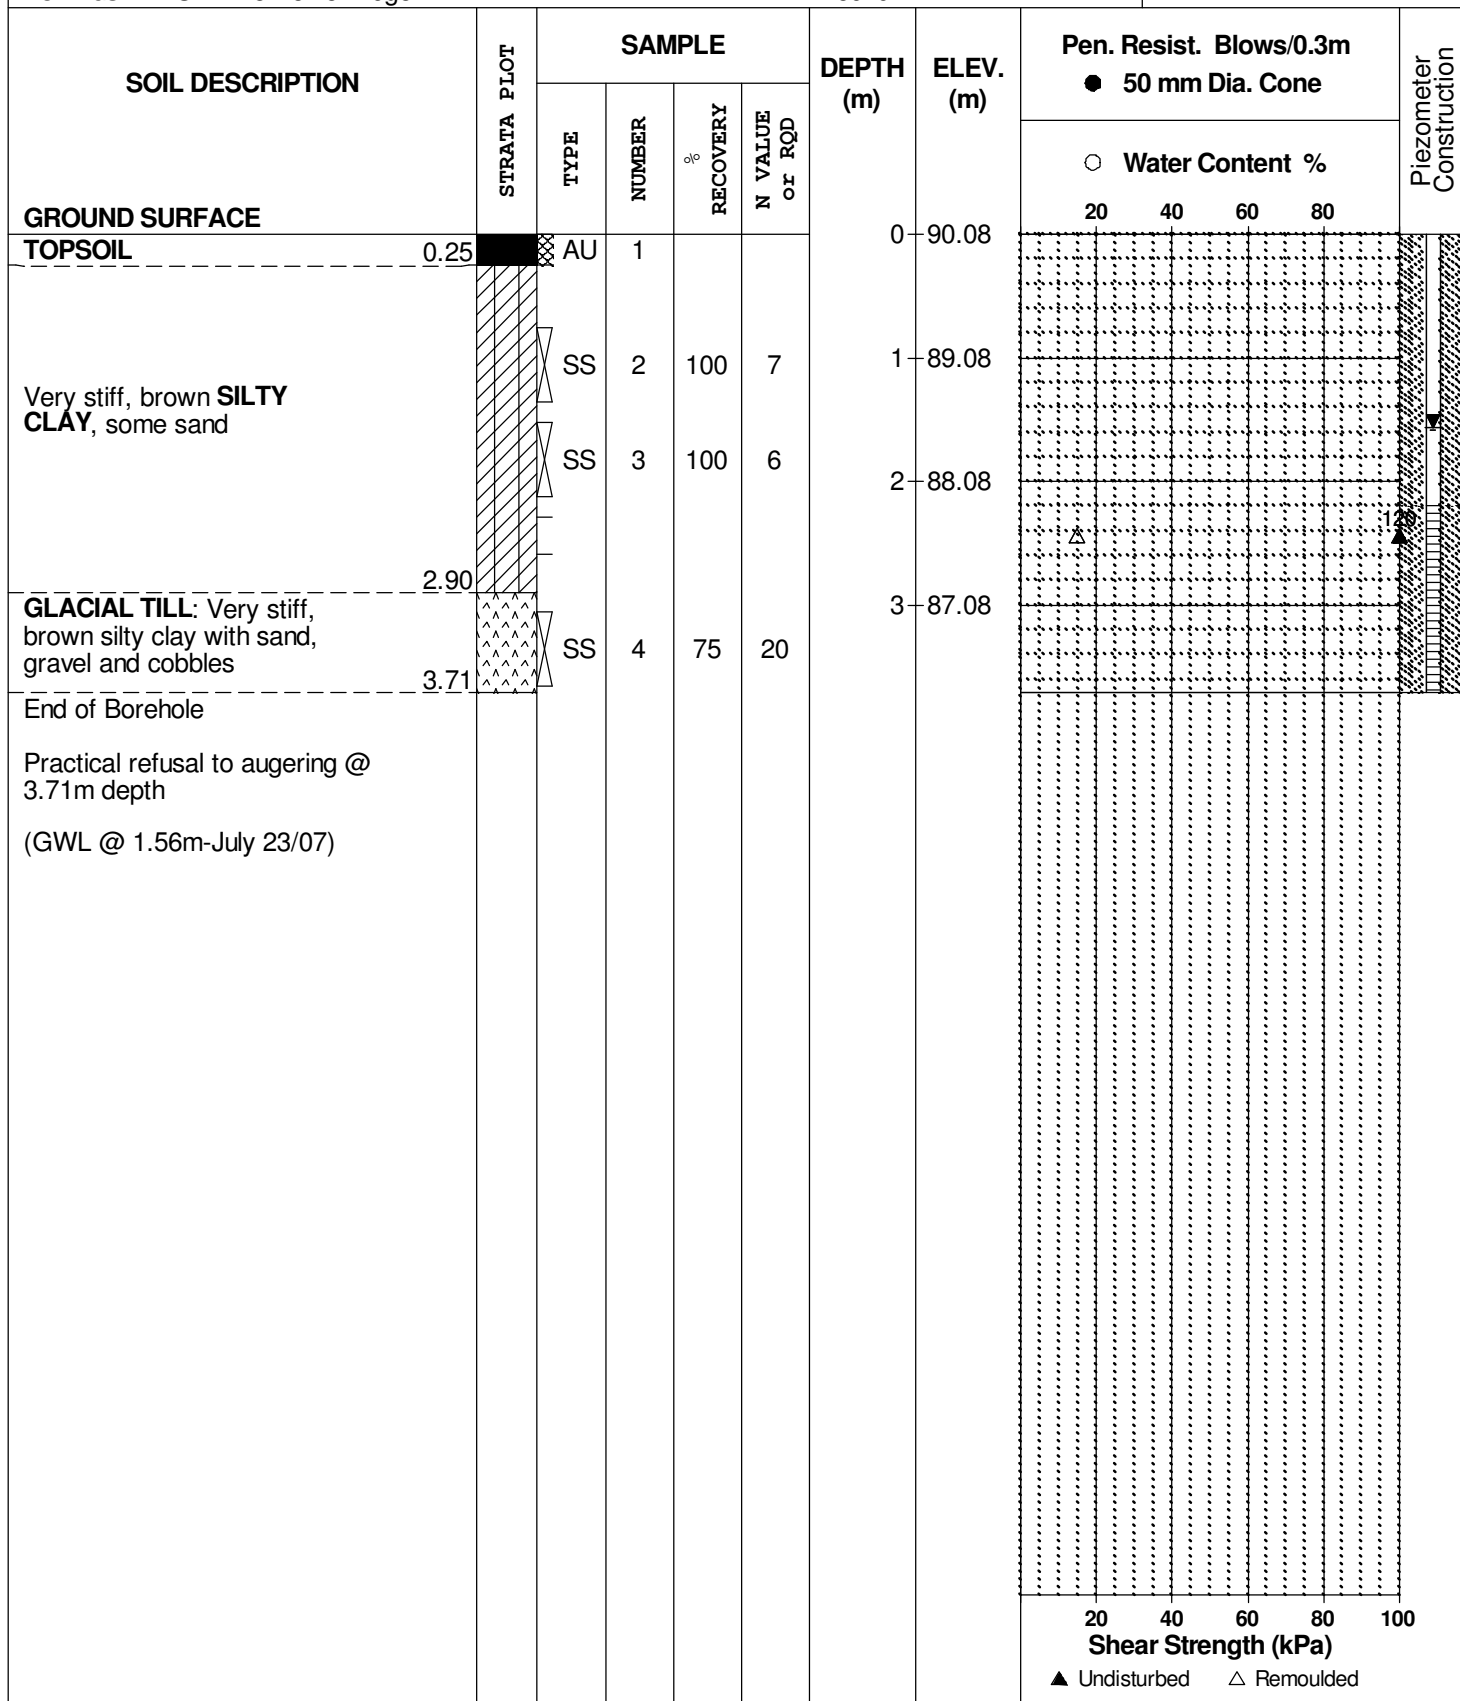 SOIL DESCRIPTION
STRATA PLOT
SAMPLE
TYPE
NUMBER
% RECOVERY
N VALUE or RQD
DEPTH (m)
ELEV. (m)
Pen. Resist. Blows/0.3m
● 50 mm Dia. Cone
○ Water Content %
20 40 60 80
Piezometer Construction
GROUND SURFACE
TOPSOIL 0.25
AU 1
0 90.08
SS 2 100 7
1 89.08
Very stiff, brown SILTY
CLAY, some sand
SS 3 100 6
2 88.08
120
2.90
GLACIAL TILL: Very stiff,
brown silty clay with sand,
gravel and cobbles
3.71
3 87.08
SS 4 75 20
End of Borehole
Practical refusal to augering @
3.71m depth
(GWL @ 1.56m-July 23/07)
20 40 60 80 100
Shear Strength (kPa)
▲ Undisturbed △ Remoulded